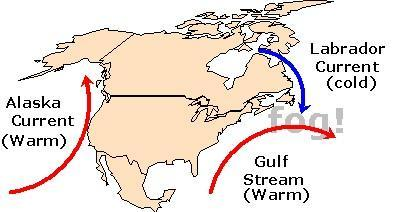 Labrador
Current
(cold)
Alaska
Current
(Warm)
fog!
Gulf
Stream
(Warm)